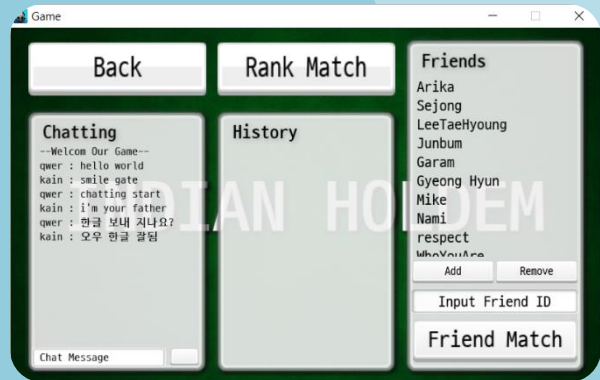 Game
Back
Rank Match
Friends
Arika
Sejong
LeeTaeHyoung
Junbum
Garam
Gyeong Hyun
Mike
Nami
respect
WhoYouAre
Add
Remove
Input Friend ID
Friend Match
Chatting
--Welcom Our Game--
qwer : hello world
kain : smile gate
qwer : chatting start
kain : i'm your father
qwer : 한글 보내 지나요?
kain : 오우 한글 잘됨
Chat Message
History
INDIAN HOLDEM